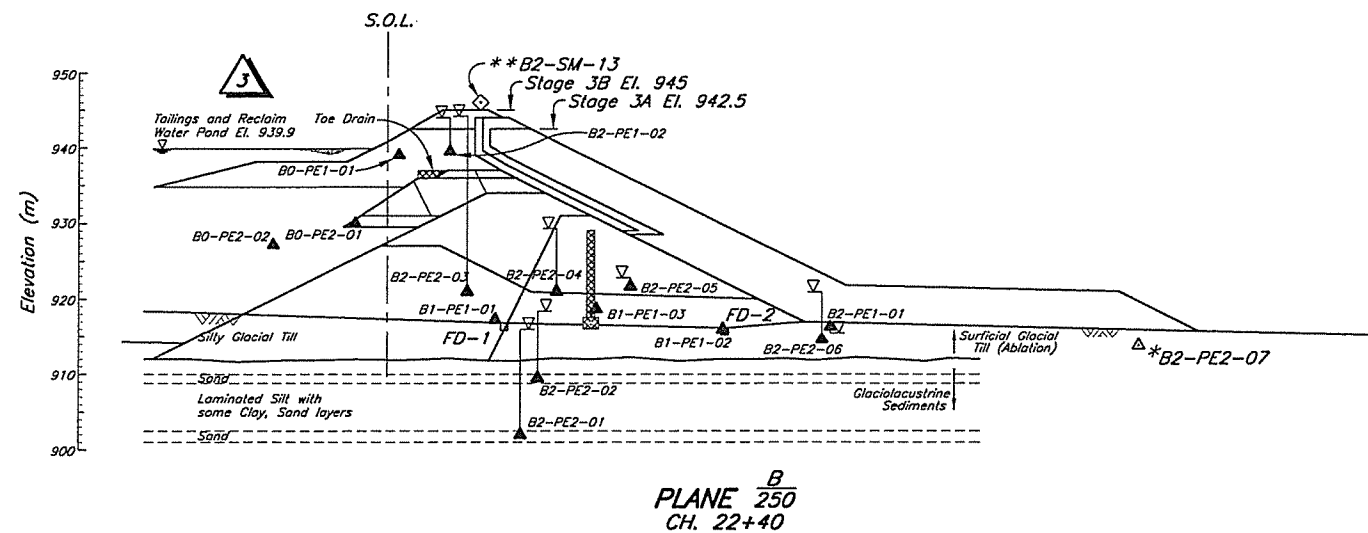 S.O.L.
**B2-SM-13
Stage 3B El. 945
Stage 3A El. 942.5
3
Tailings and Reclaim
Water Pond El. 939.9
Toe Drain
B2-PE1-02
B0-PE1-01
B0-PE2-02
B0-PE2-01
B2-PE2-03
B2-PE2-04
B2-PE2-05
B1-PE1-01
B1-PE1-03
FD-2
B2-PE1-01
Silty Glacial Till
FD-1
B1-PE1-02
B2-PE2-06
Surficial Glacial
Till (Ablation)
*B2-PE2-07
Sand
B2-PE2-02
Glaciolacustrine
Sediments
Laminated Silt with
some Clay, Sand layers
B2-PE2-01
Sand
Elevation (m)
950
940
930
920
910
900
PLANE B
250
CH. 22+40